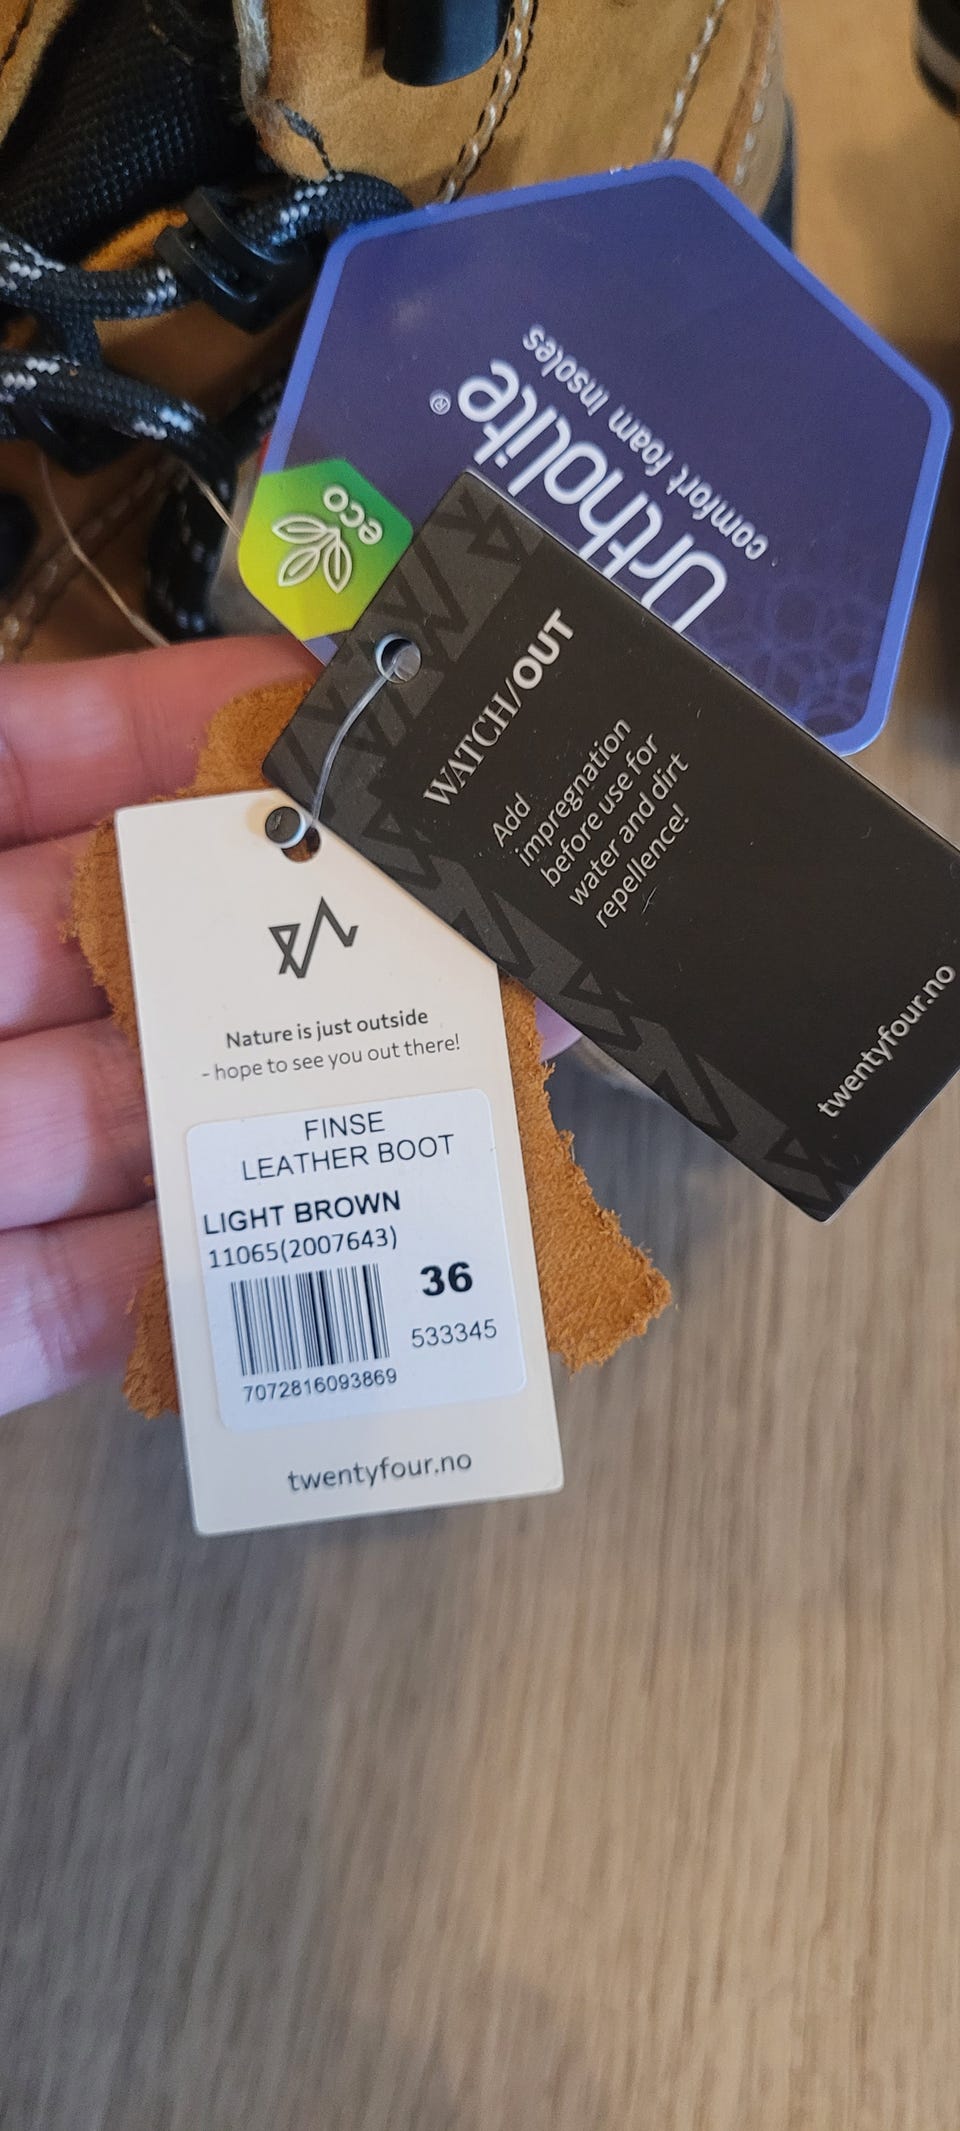 Ortholite®
comfort foam insoles
eco
WATCH/OUT
Add
impregnation
before use for
water and dirt
repellence!
twentyfour.no
Nature is just outside
- hope to see you out there!
FINSE
LEATHER BOOT
LIGHT BROWN
11065(2007643)
36
533345
7072816093869
twentyfour.no